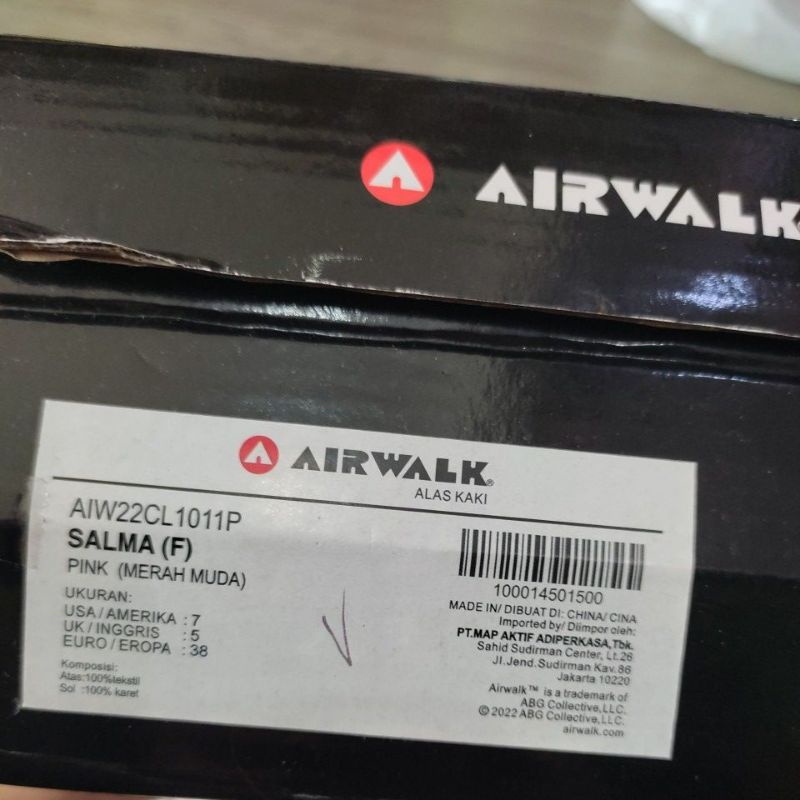 AIRWALK
AIRWALK®
ALAS KAKI
AIW22CL1011P
SALMA (F)
PINK (MERAH MUDA)
UKURAN:
USA / AMERIKA : 7
UK / INGGRIS : 5
EURO / EROPA : 38
Komposisi:
Atas:100%tekstil
Sol :100% karet
100014501500
MADE IN/ DIBUAT DI: CHINA/ CINA
Imported by/ Diimpor oleh:
PT.MAP AKTIF ADIPERKASA,Tbk.
Sahid Sudirman Center, Lt.26
Jl.Jend.Sudirman Kav.86
Jakarta 10220
Airwalk™ is a trademark of
ABG Collective,LLC.
© 2022 ABG Collective,LLC.
airwalk.com